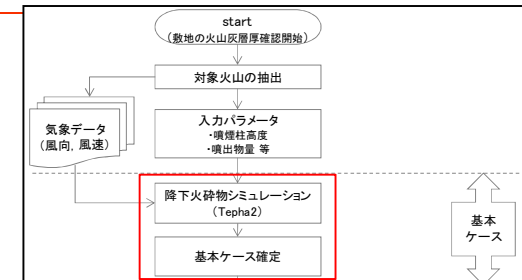 start
(敷地の火山灰層厚確認開始)
対象火山の抽出
気象データ
(風向, 風速)
入力パラメータ
・噴煙柱高度
・噴出物量 等
降下火砕物シミュレーション
(Tepha2)
基本ケース確定
基本
ケース